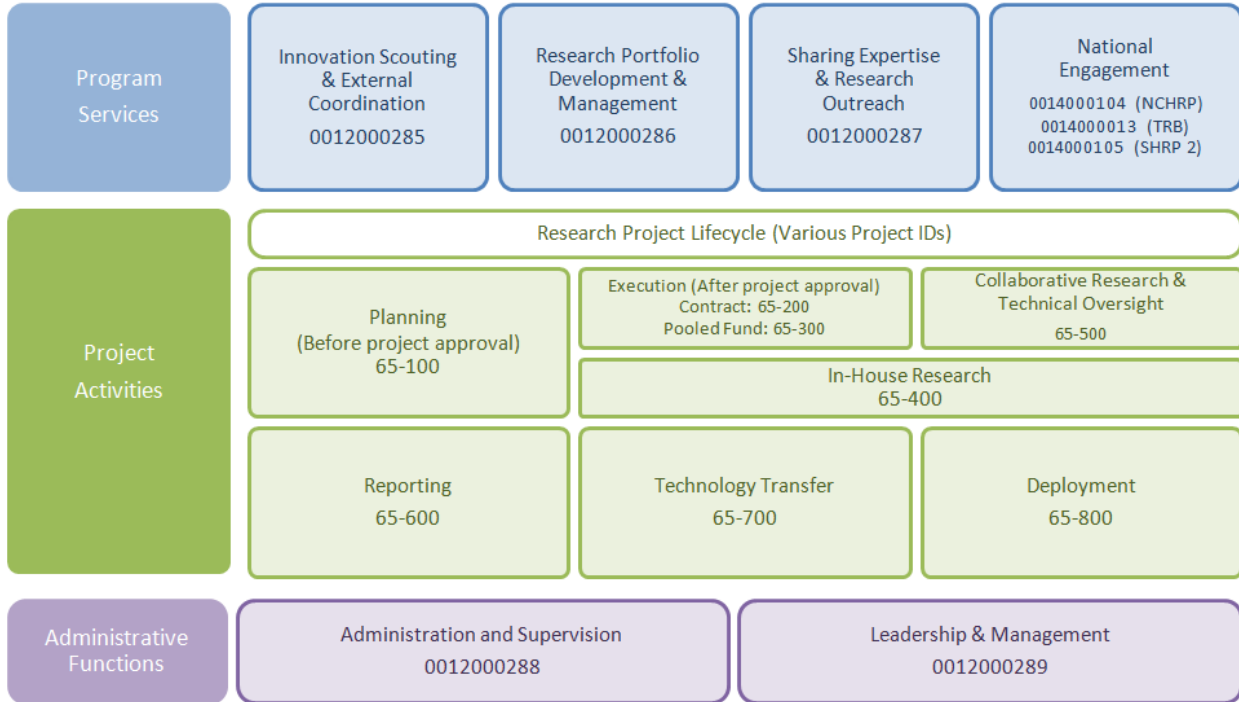 Program
Services
Innovation Scouting
& External
Coordination
0012000285
Research Portfolio
Development &
Management
0012000286
Sharing Expertise
& Research
Outreach
0012000287
National
Engagement
0014000104 (NCHRP)
0014000013 (TRB)
0014000105 (SHRP 2)
Project
Activities
Research Project Lifecycle (Various Project IDs)
Planning
(Before project approval)
65-100
Execution (After project approval)
Contract: 65-200
Pooled Fund: 65-300
Collaborative Research &
Technical Oversight
65-500
In-House Research
65-400
Reporting
65-600
Technology Transfer
65-700
Deployment
65-800
Administrative
Functions
Administration and Supervision
0012000288
Leadership & Management
0012000289